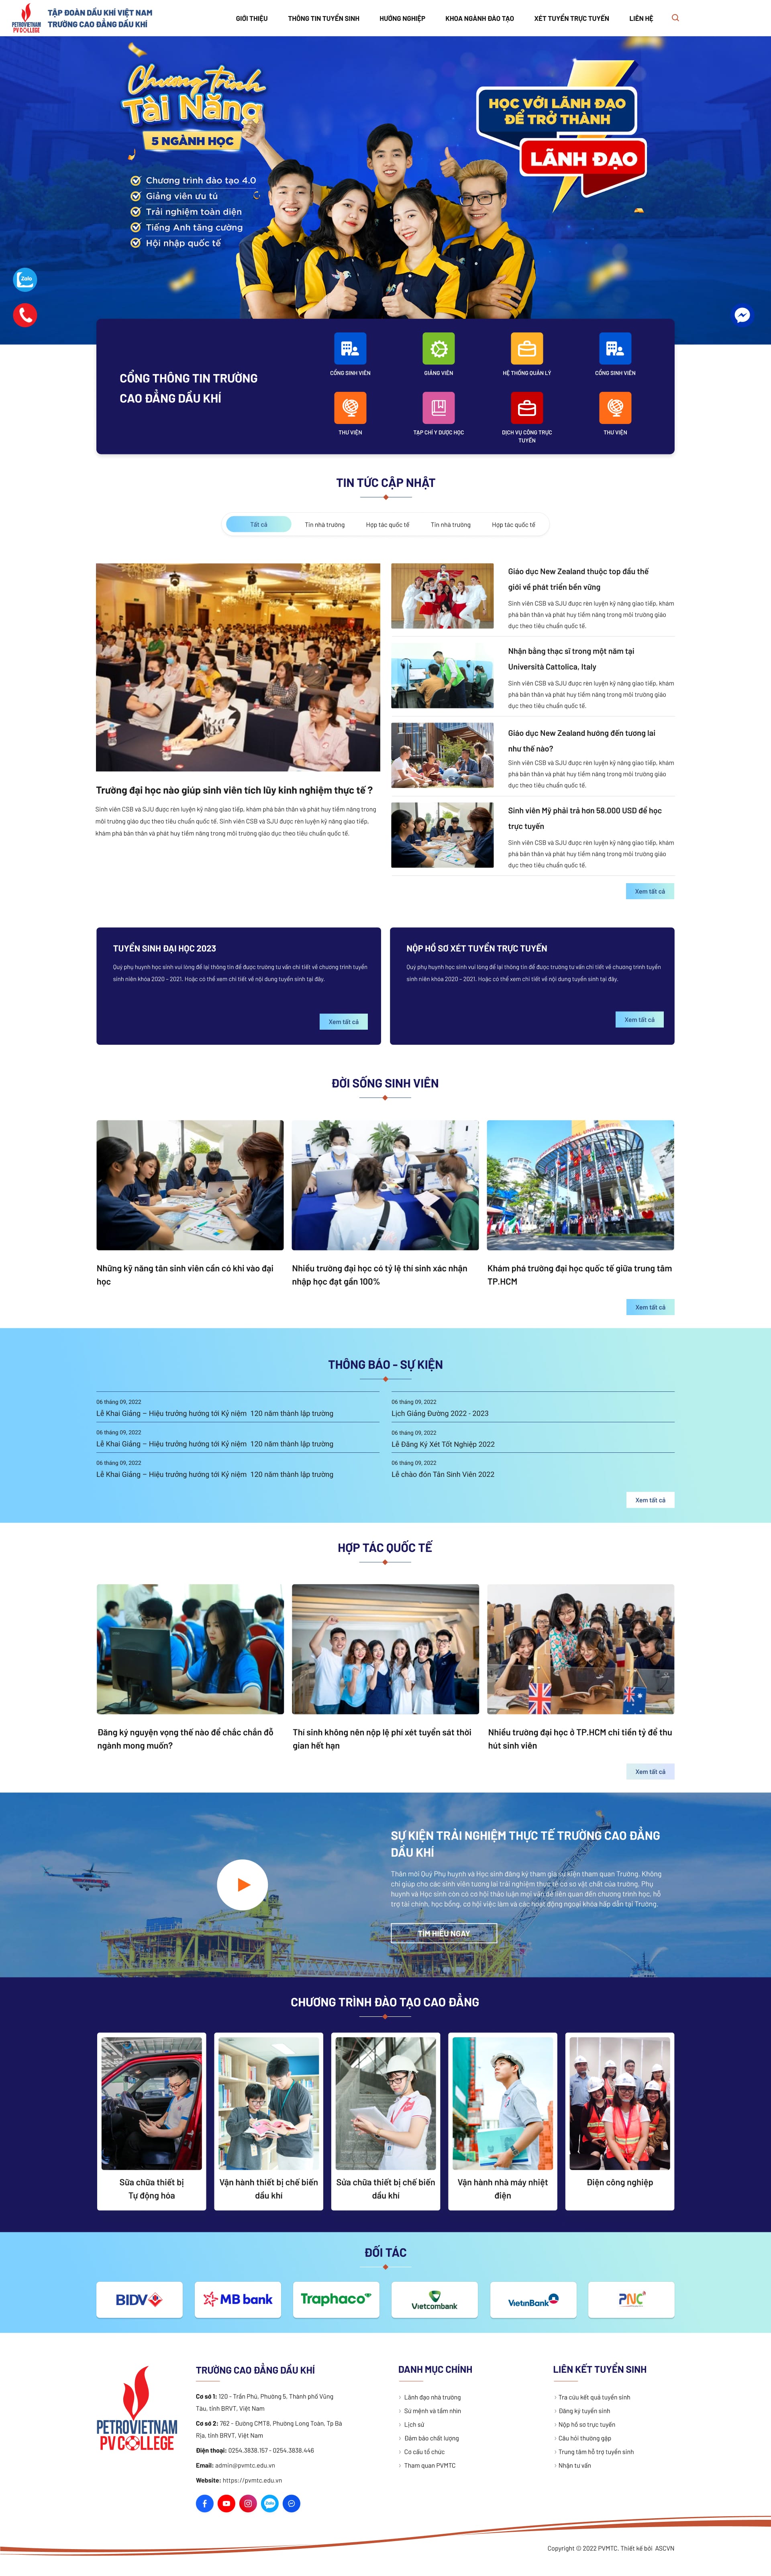 TẬP ĐOÀN DẦU KHÍ VIỆT NAM
TRƯỜNG CAO ĐẲNG DẦU KHÍ
PETROVIETNAM
PV COLLEGE
GIỚI THIỆU
THÔNG TIN TUYỂN SINH
HƯỚNG NGHIỆP
KHOA NGÀNH ĐÀO TẠO
XÉT TUYỂN TRỰC TUYẾN
LIÊN HỆ
Chương Trình
Tài Năng
5 NGÀNH HỌC
Chương trình đào tạo 4.0
Giảng viên ưu tú
Trải nghiệm toàn diện
Tiếng Anh tăng cường
Hội nhập quốc tế
HỌC VỚI LÃNH ĐẠO
ĐỂ TRỞ THÀNH
LÃNH ĐẠO
Zalo
CỔNG THÔNG TIN TRƯỜNG
CAO ĐẲNG DẦU KHÍ
CỔNG SINH VIÊN
GIẢNG VIÊN
HỆ THỐNG QUẢN LÝ
CỔNG SINH VIÊN
THƯ VIỆN
TẠP CHÍ Y DƯỢC HỌC
DỊCH VỤ CÔNG TRỰC
TUYẾN
THƯ VIỆN
TIN TỨC CẬP NHẬT
Tất cả
Tin nhà trường
Hợp tác quốc tế
Tin nhà trường
Hợp tác quốc tế
Trường đại học nào giúp sinh viên tích lũy kinh nghiệm thực tế ?
Sinh viên CSB và SJU được rèn luyện kỹ năng giao tiếp, khám phá bản thân và phát huy tiềm năng trong
môi trường giáo dục theo tiêu chuẩn quốc tế. Sinh viên CSB và SJU được rèn luyện kỹ năng giao tiếp,
khám phá bản thân và phát huy tiềm năng trong môi trường giáo dục theo tiêu chuẩn quốc tế.
Giáo dục New Zealand thuộc top đầu thế
giới về phát triển bền vững
Sinh viên CSB và SJU được rèn luyện kỹ năng giao tiếp, khám
phá bản thân và phát huy tiềm năng trong môi trường giáo
dục theo tiêu chuẩn quốc tế.
Nhận bằng thạc sĩ trong một năm tại
Università Cattolica, Italy
Sinh viên CSB và SJU được rèn luyện kỹ năng giao tiếp, khám
phá bản thân và phát huy tiềm năng trong môi trường giáo
dục theo tiêu chuẩn quốc tế.
Giáo dục New Zealand hướng đến tương lai
như thế nào?
Sinh viên CSB và SJU được rèn luyện kỹ năng giao tiếp, khám
phá bản thân và phát huy tiềm năng trong môi trường giáo
dục theo tiêu chuẩn quốc tế.
Sinh viên Mỹ phải trả hơn 58.000 USD để học
trực tuyến
Sinh viên CSB và SJU được rèn luyện kỹ năng giao tiếp, khám
phá bản thân và phát huy tiềm năng trong môi trường giáo
dục theo tiêu chuẩn quốc tế.
Xem tất cả
TUYỂN SINH ĐẠI HỌC 2023
Quý phụ huynh học sinh vui lòng để lại thông tin để được trường tư vấn chi tiết về chương trình tuyển
sinh niên khóa 2020 – 2021. Hoặc có thể xem chi tiết về nội dung tuyển sinh tại đây.
Xem tất cả
NỘP HỒ SƠ XÉT TUYỂN TRỰC TUYẾN
Quý phụ huynh học sinh vui lòng để lại thông tin để được trường tư vấn chi tiết về chương trình tuyển
sinh niên khóa 2020 – 2021. Hoặc có thể xem chi tiết về nội dung tuyển sinh tại đây.
Xem tất cả
ĐỜI SỐNG SINH VIÊN
Những kỹ năng tân sinh viên cần có khi vào đại
học
Nhiều trường đại học có tỷ lệ thí sinh xác nhận
nhập học đạt gần 100%
Khám phá trường đại học quốc tế giữa trung tâm
TP.HCM
Xem tất cả
THÔNG BÁO - SỰ KIỆN
06 tháng 09, 2022
Lễ Khai Giảng – Hiệu trưởng hướng tới Kỷ niệm 120 năm thành lập trường
06 tháng 09, 2022
Lễ Khai Giảng – Hiệu trưởng hướng tới Kỷ niệm 120 năm thành lập trường
06 tháng 09, 2022
Lễ Khai Giảng – Hiệu trưởng hướng tới Kỷ niệm 120 năm thành lập trường
06 tháng 09, 2022
Lịch Giảng Đường 2022 - 2023
06 tháng 09, 2022
Lễ Đăng Ký Xét Tốt Nghiệp 2022
06 tháng 09, 2022
Lễ chào đón Tân Sinh Viên 2022
Xem tất cả
HỢP TÁC QUỐC TẾ
Đăng ký nguyện vọng thế nào để chắc chắn đỗ
ngành mong muốn?
Thí sinh không nên nộp lệ phí xét tuyển sát thời
gian hết hạn
Nhiều trường đại học ở TP.HCM chi tiền tỷ để thu
hút sinh viên
Xem tất cả
SỰ KIỆN TRẢI NGHIỆM THỰC TẾ TRƯỜNG CAO ĐẲNG
DẦU KHÍ
Thân mời Quý Phụ huynh và Học sinh đăng ký tham gia sự kiện tham quan Trường. Không
chỉ giúp cho các sinh viên tương lai trải nghiệm thực tế cơ sở vật chất của trường, Phụ
huynh và Học sinh còn có cơ hội thảo luận mọi vấn đề liên quan đến chương trình học, hỗ
trợ tài chính, học bổng, cơ hội việc làm và các hoạt động ngoại khóa hấp dẫn tại Trường.
TÌM HIỂU NGAY
CHƯƠNG TRÌNH ĐÀO TẠO CAO ĐẲNG
Sửa chữa thiết bị
Tự động hóa
Vận hành thiết bị chế biến
dầu khí
Sửa chữa thiết bị chế biến
dầu khí
Vận hành nhà máy nhiệt
điện
Điện công nghiệp
ĐỐI TÁC
BIDV
MB bank
Traphaco
Vietcombank
VietinBank
PNC
PETROVIETNAM
PV COLLEGE
TRƯỜNG CAO ĐẲNG DẦU KHÍ
Cơ sở 1: 120 - Trần Phú, Phường 5, Thành phố Vũng
Tàu, tỉnh BRVT, Việt Nam
Cơ sở 2: 762 - Đường CMT8, Phường Long Toàn, Tp Bà
Rịa, tỉnh BRVT, Việt Nam
Điện thoại: 0254.3838.157 - 0254.3838.446
Email: admin@pvmtc.edu.vn
Website: https://pvmtc.edu.vn
Zalo
DANH MỤC CHÍNH
Lãnh đạo nhà trường
Sứ mệnh và tầm nhìn
Lịch sử
Đảm bảo chất lượng
Cơ cấu tổ chức
Tham quan PVMTC
LIÊN KẾT TUYỂN SINH
Tra cứu kết quả tuyển sinh
Đăng ký tuyển sinh
Nộp hồ sơ trực tuyến
Câu hỏi thường gặp
Trung tâm hỗ trợ tuyển sinh
Nhận tư vấn
Copyright © 2022 PVMTC, Thiết kế bởi ASCVN